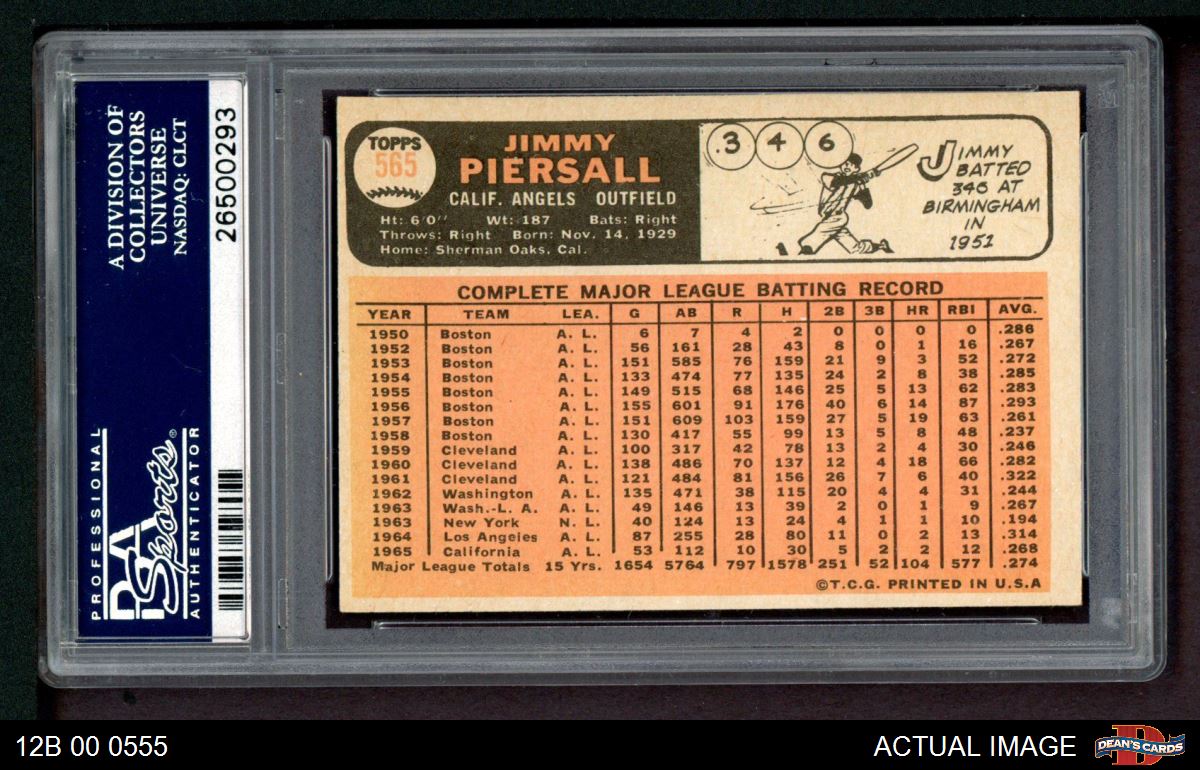 A DIVISION OF
COLLECTORS
UNIVERSE
NASDAQ: CLCT
26500293
PROFESSIONAL
PSA
Sports®
AUTHENTICATOR
TOPPS
565
JIMMY
PIERSALL
CALIF. ANGELS OUTFIELD
Ht: 6'0" Wt: 187 Bats: Right
Throws: Right Born: Nov. 14, 1929
Home: Sherman Oaks, Cal.
.3 4 6
JIMMY
BATTED
346 AT
BIRMINGHAM
IN
1951
COMPLETE MAJOR LEAGUE BATTING RECORD
YEAR TEAM LEA. G AB R H 2B 3B HR RBI AVG.
1950 Boston A. L. 6 7 4 2 0 0 0 0 .286
1952 Boston A. L. 56 161 28 43 8 0 1 16 .267
1953 Boston A. L. 151 585 76 159 21 9 3 52 .272
1954 Boston A. L. 133 474 77 135 24 2 8 38 .285
1955 Boston A. L. 149 515 68 146 25 5 13 62 .283
1956 Boston A. L. 155 601 91 176 40 6 14 87 .293
1957 Boston A. L. 151 609 103 159 27 5 19 63 .261
1958 Boston A. L. 130 417 55 99 13 5 8 48 .237
1959 Cleveland A. L. 100 317 42 78 13 2 4 30 .246
1960 Cleveland A. L. 138 486 70 137 12 4 18 66 .282
1961 Cleveland A. L. 121 484 81 156 26 7 6 40 .322
1962 Washington A. L. 135 471 38 115 20 4 4 31 .244
1963 Wash.-L. A. A. L. 49 146 13 39 2 0 1 9 .267
1963 New York N. L. 40 124 13 24 4 1 1 10 .194
1964 Los Angeles A. L. 87 255 28 80 11 0 2 13 .314
1965 California A. L. 53 112 10 30 5 2 2 12 .268
Major League Totals 15 Yrs. 1654 5764 797 1578 251 52 104 577 .274
©T.C.G. PRINTED IN U.S.A
12B 00 0555
ACTUAL IMAGE
DEAN'S CARDS